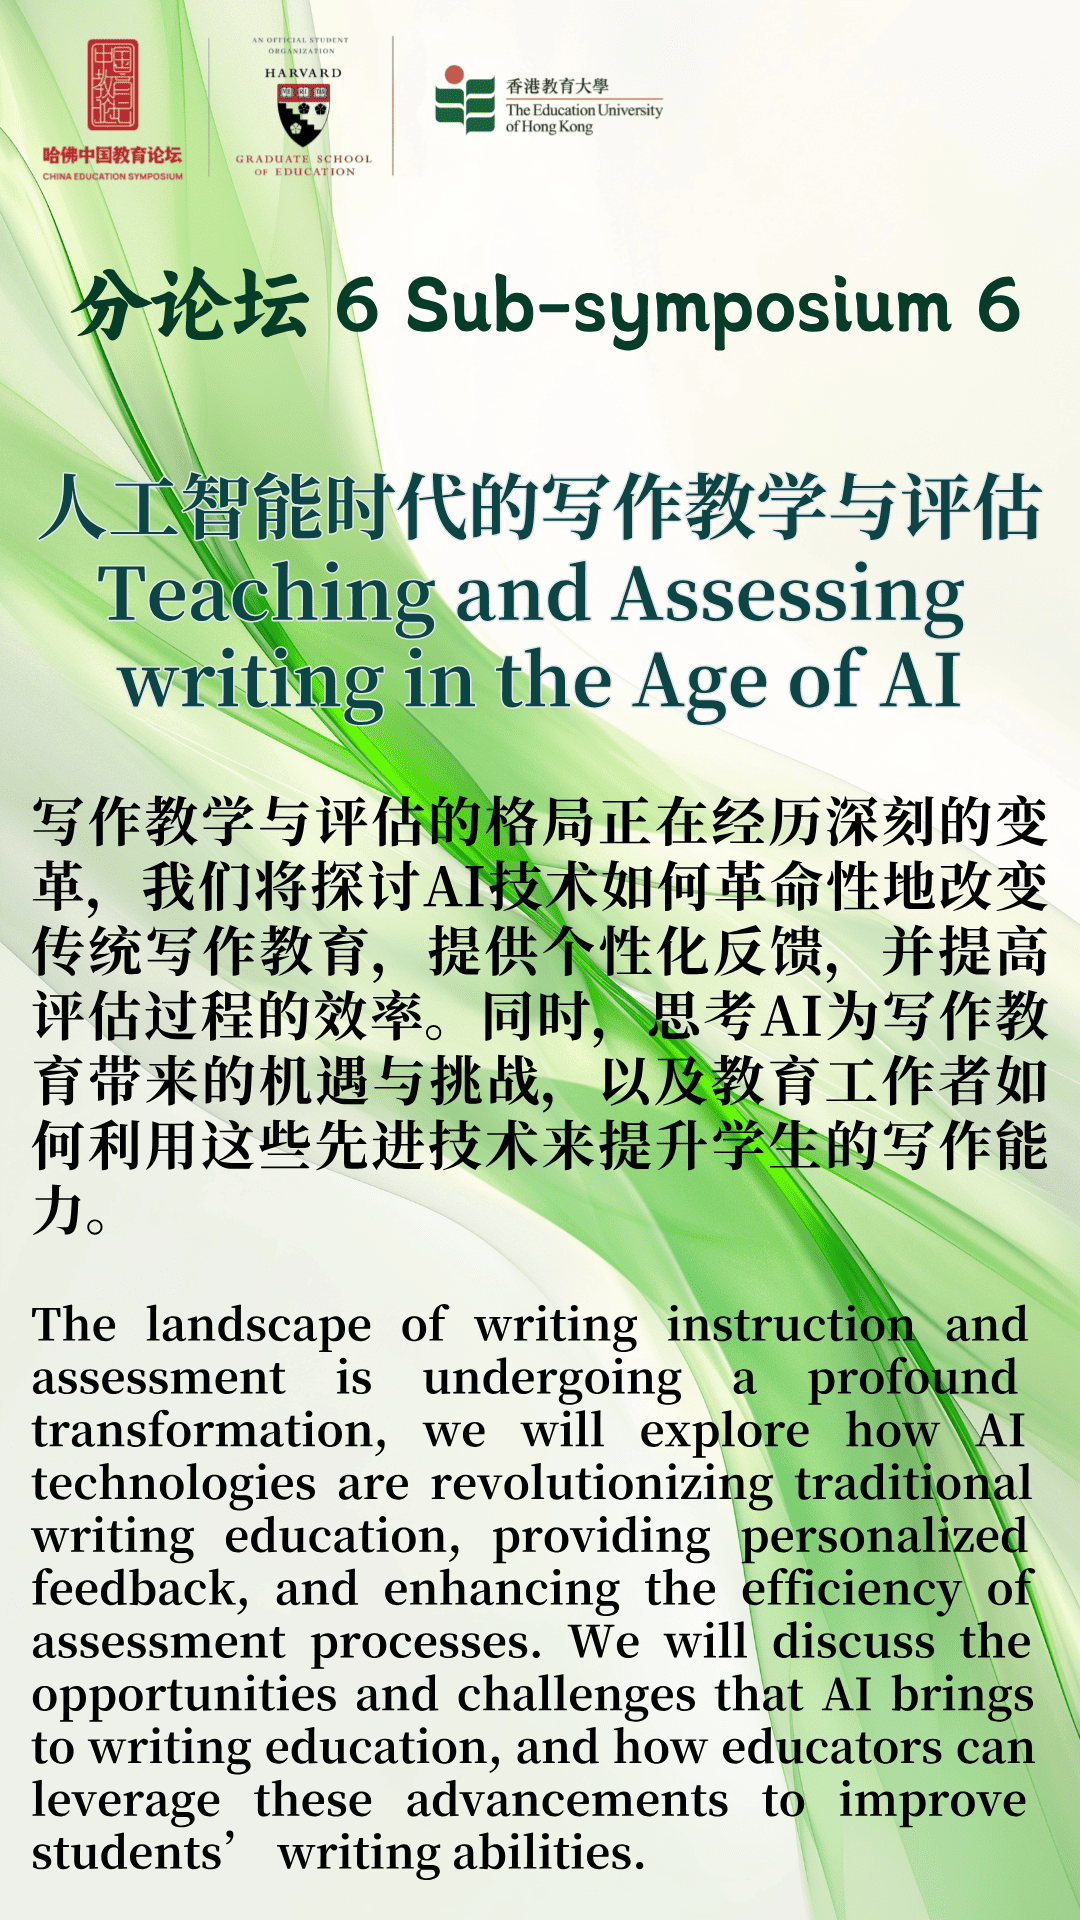 中国教育论坛
哈佛中国教育论坛
CHINA EDUCATION SYMPOSIUM
AN OFFICIAL STUDENT
ORGANIZATION
HARVARD
GRADUATE SCHOOL
OF EDUCATION
香港教育大學
The Education University
of Hong Kong
分论坛 6 Sub-symposium 6
人工智能时代的写作教学与评估
Teaching and Assessing
writing in the Age of AI
写作教学与评估的格局正在经历深刻的变
革，我们将探讨AI技术如何革命性地改变
传统写作教育，提供个性化反馈，并提高
评估过程的效率。同时，思考AI为写作教
育带来的机遇与挑战，以及教育工作者如
何利用这些先进技术来提升学生的写作能
力。
The landscape of writing instruction and
assessment is undergoing a profound
transformation, we will explore how AI
technologies are revolutionizing traditional
writing education, providing personalized
feedback, and enhancing the efficiency of
assessment processes. We will discuss the
opportunities and challenges that AI brings
to writing education, and how educators can
leverage these advancements to improve
students’ writing abilities.